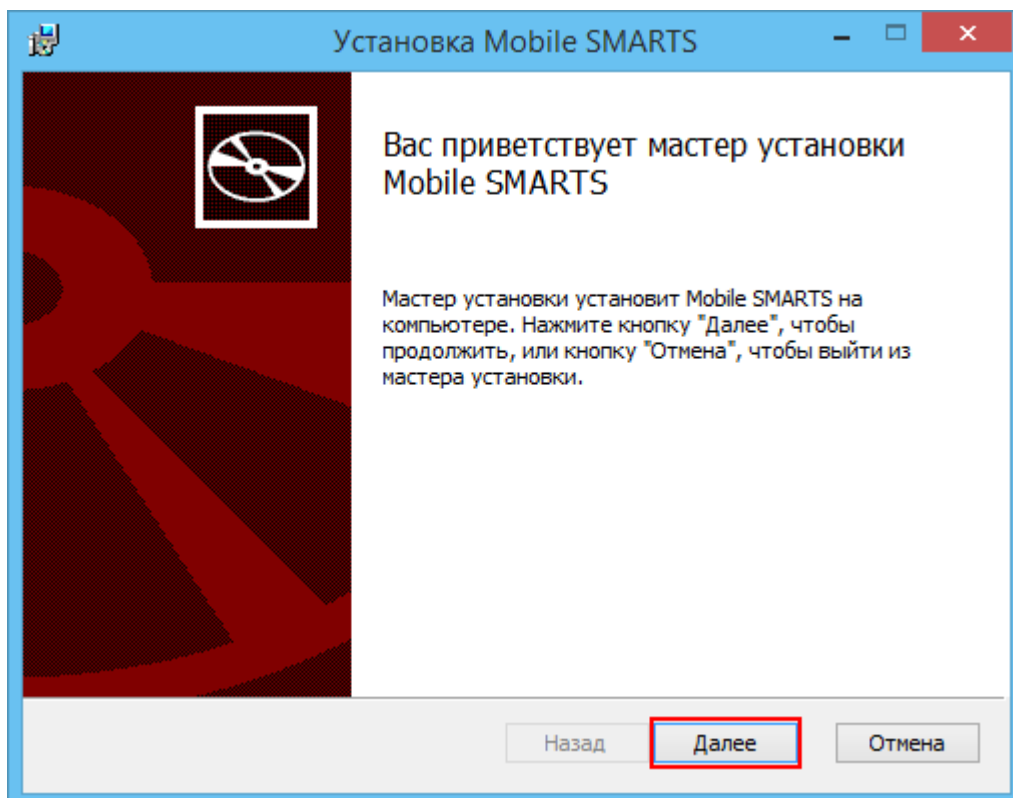 Установка Mobile SMARTS
Вас приветствует мастер установки
Mobile SMARTS
Мастер установки установит Mobile SMARTS на
компьютере. Нажмите кнопку "Далее", чтобы
продолжить, или кнопку "Отмена", чтобы выйти из
мастера установки.
Назад Далее Отмена